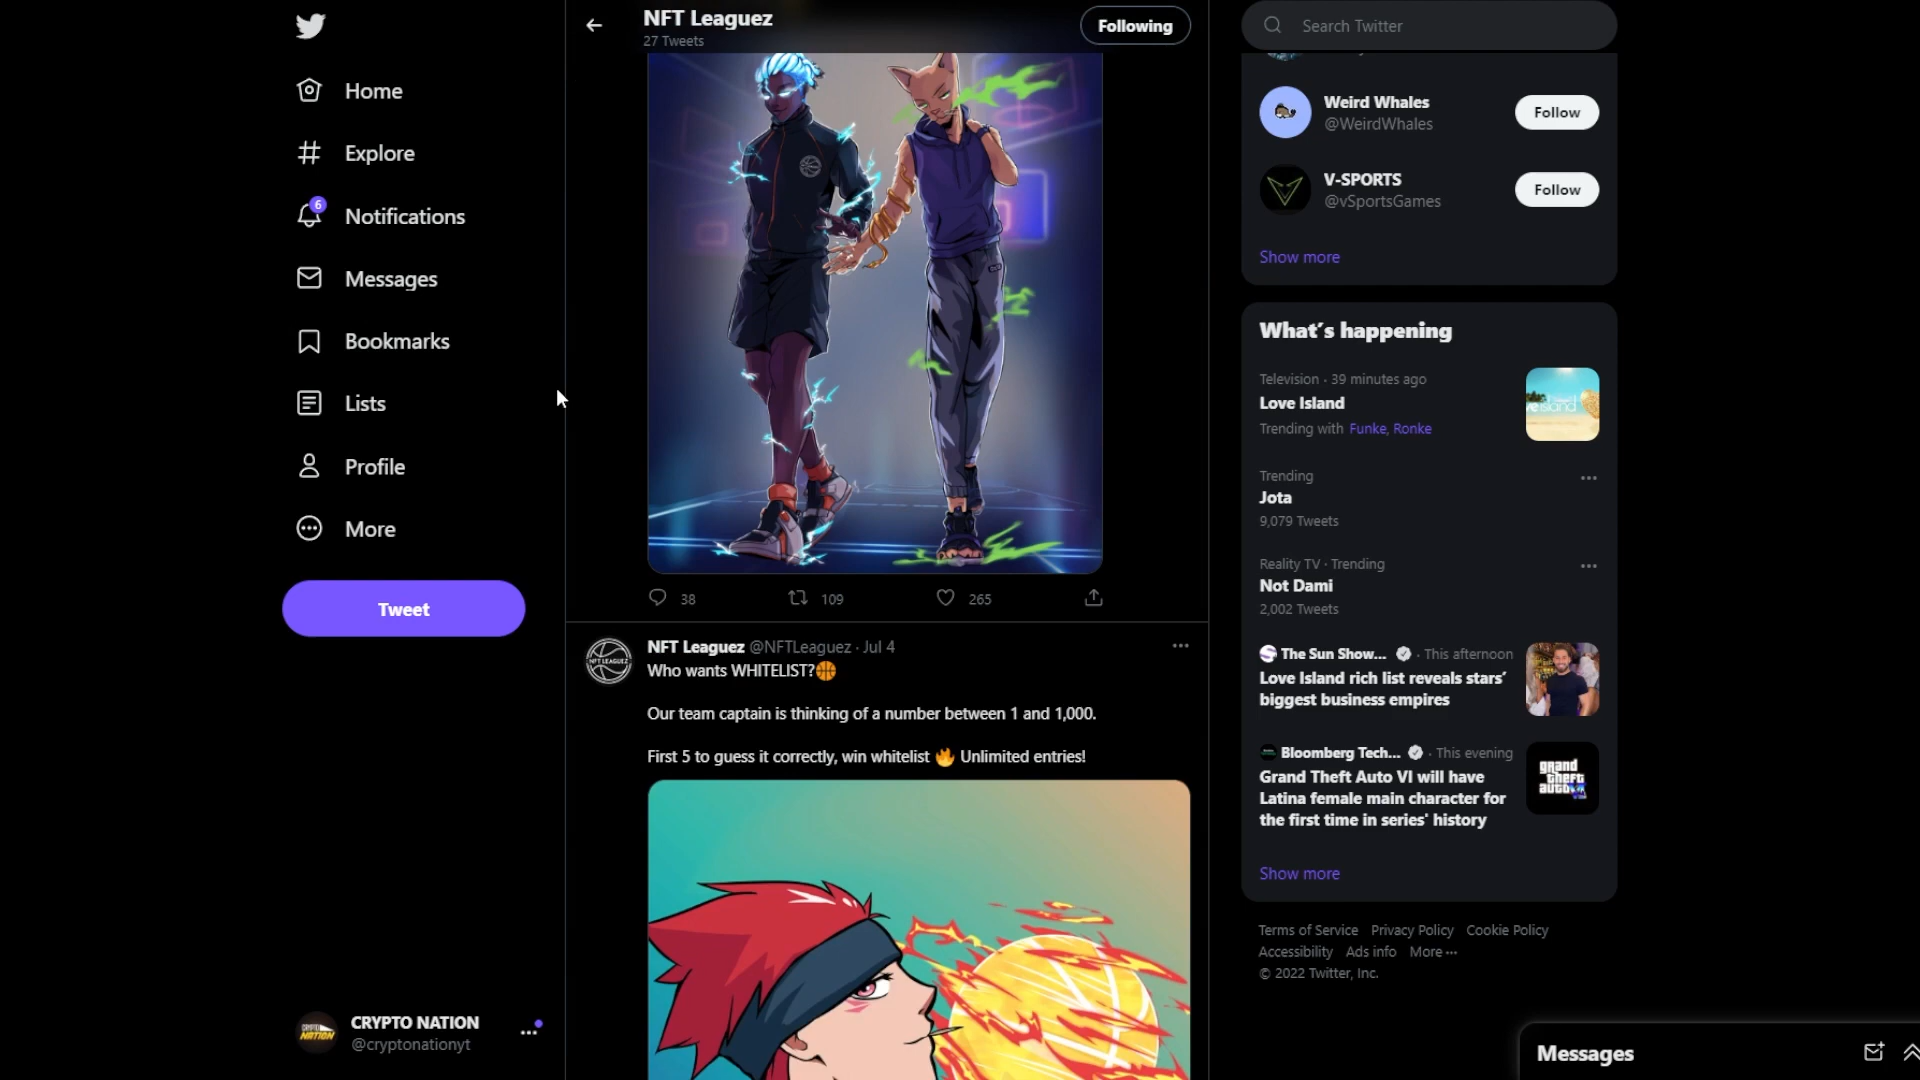 Home
Explore
6
Notifications
Messages
Bookmarks
Lists
Profile
More
Tweet
CRYPTO NATION
@cryptonationyt
NFT Leaguez
27 Tweets
Following
38
109
265
NFT LEAGUEZ
NFT Leaguez @NFTLeaguez · Jul 4
Who wants WHITELIST?🏀
Our team captain is thinking of a number between 1 and 1,000.
First 5 to guess it correctly, win whitelist 🔥 Unlimited entries!
Search Twitter
Weird Whales
@WeirdWhales
Follow
V-SPORTS
@vSportsGames
Follow
Show more
What's happening
Television · 39 minutes ago
Love Island
Trending with Funke, Ronke
Trending
Jota
9,079 Tweets
Reality TV · Trending
Not Dami
2,002 Tweets
The Sun Show... · This afternoon
Love Island rich list reveals stars'
biggest business empires
Bloomberg Tech... · This evening
Grand Theft Auto VI will have
Latina female main character for
the first time in series' history
grand
theft
auto
Show more
Terms of Service Privacy Policy Cookie Policy
Accessibility Ads info More ...
© 2022 Twitter, Inc.
Messages